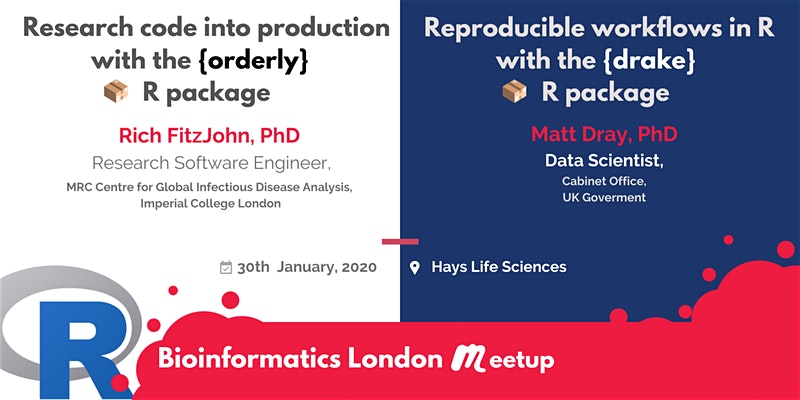 Research code into production
with the {orderly}
R package
Rich FitzJohn, PhD
Research Software Engineer,
MRC Centre for Global Infectious Disease Analysis,
Imperial College London
Reproducible workflows in R
with the {drake}
R package
Matt Dray, PhD
Data Scientist,
Cabinet Office,
UK Goverment
30th January, 2020
Hays Life Sciences
R
Bioinformatics London Meetup